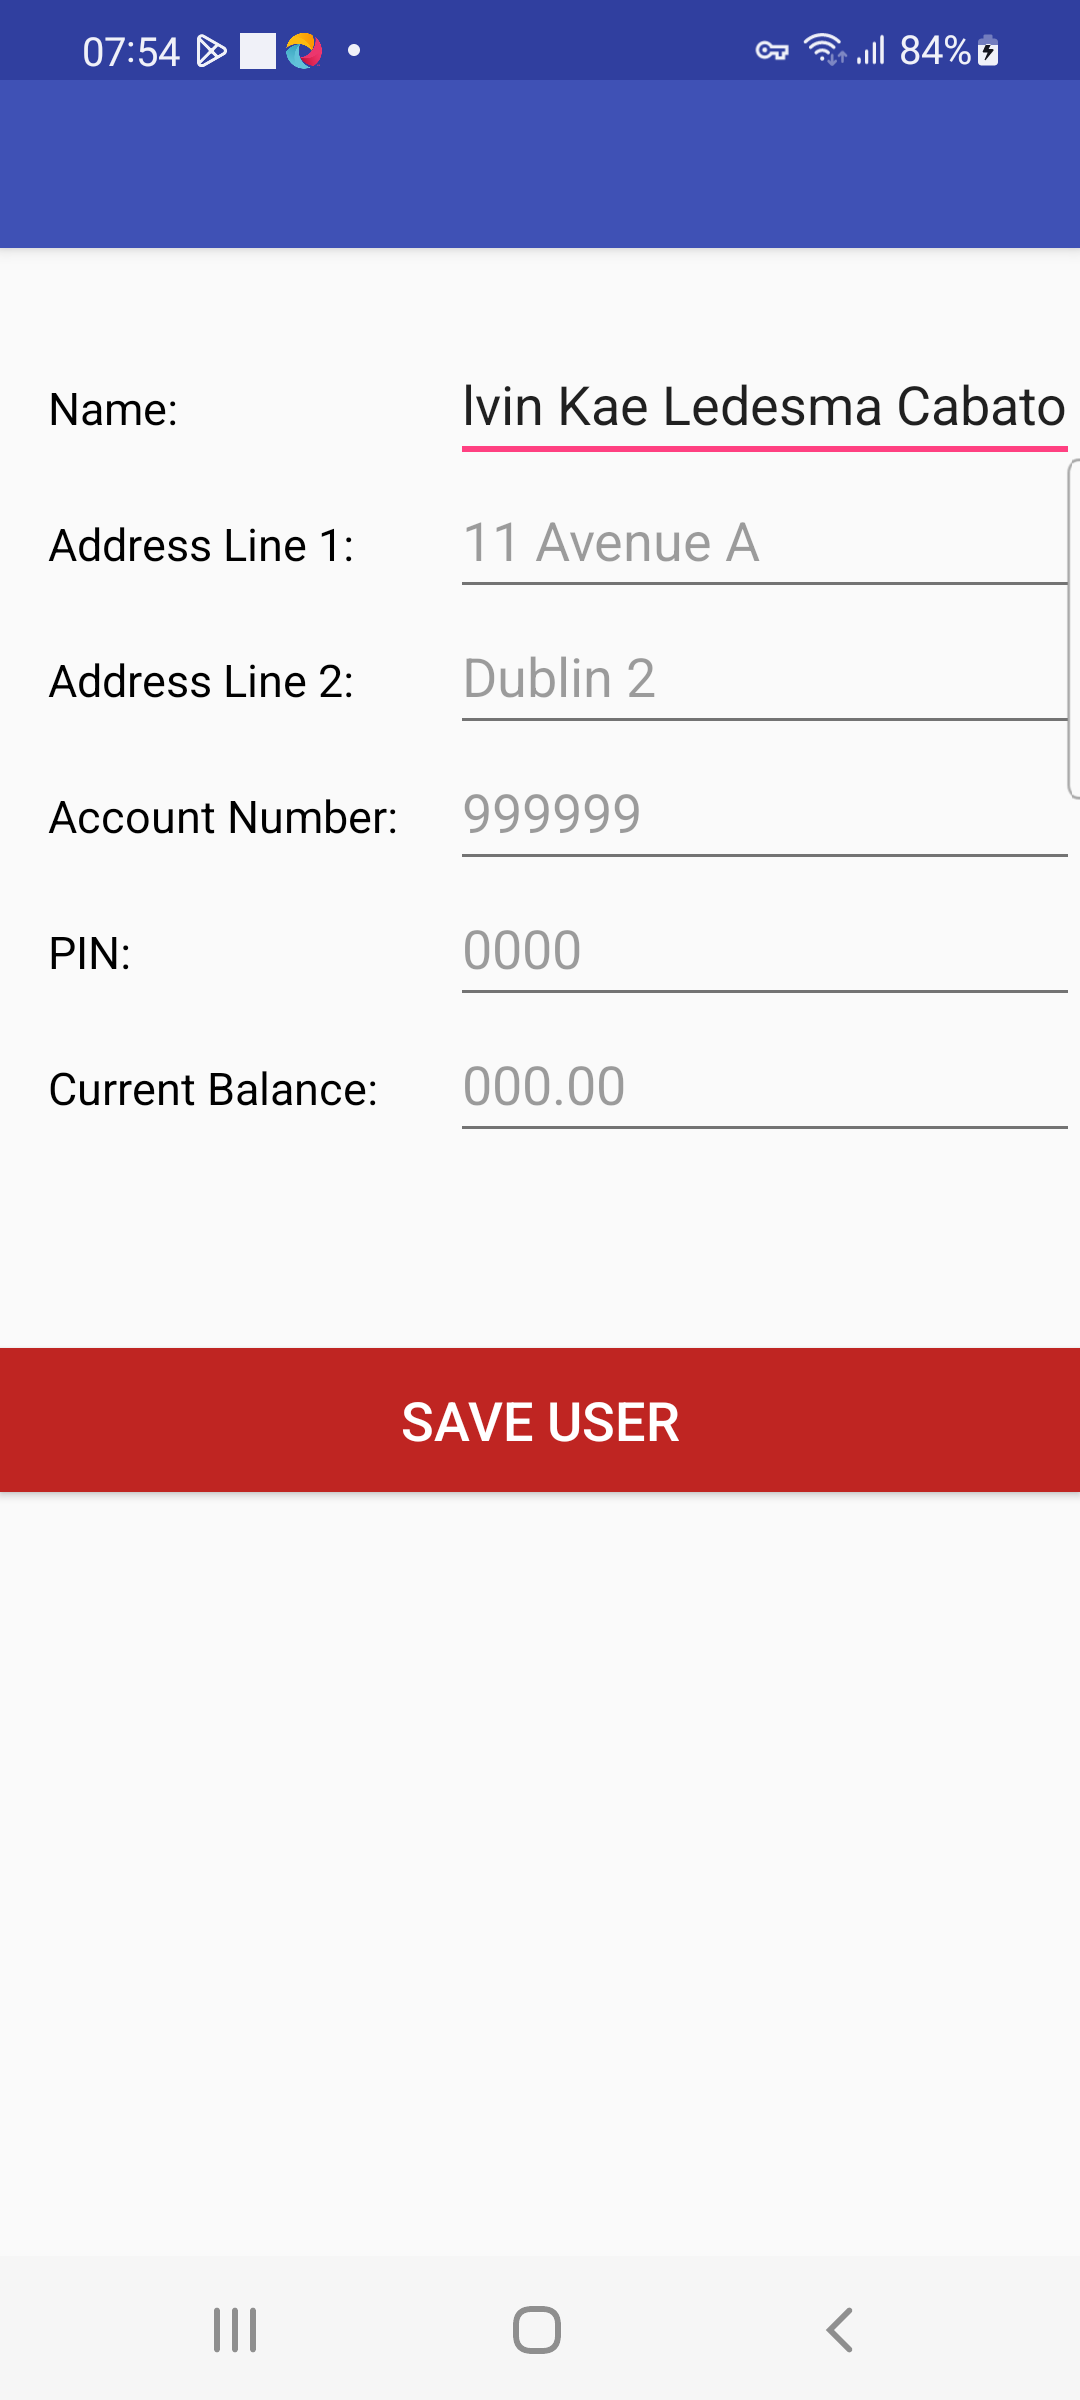 07:54
84%
Name: lvin Kae Ledesma Cabato
Address Line 1: 11 Avenue A
Address Line 2: Dublin 2
Account Number: 999999
PIN: 0000
Current Balance: 000.00
SAVE USER